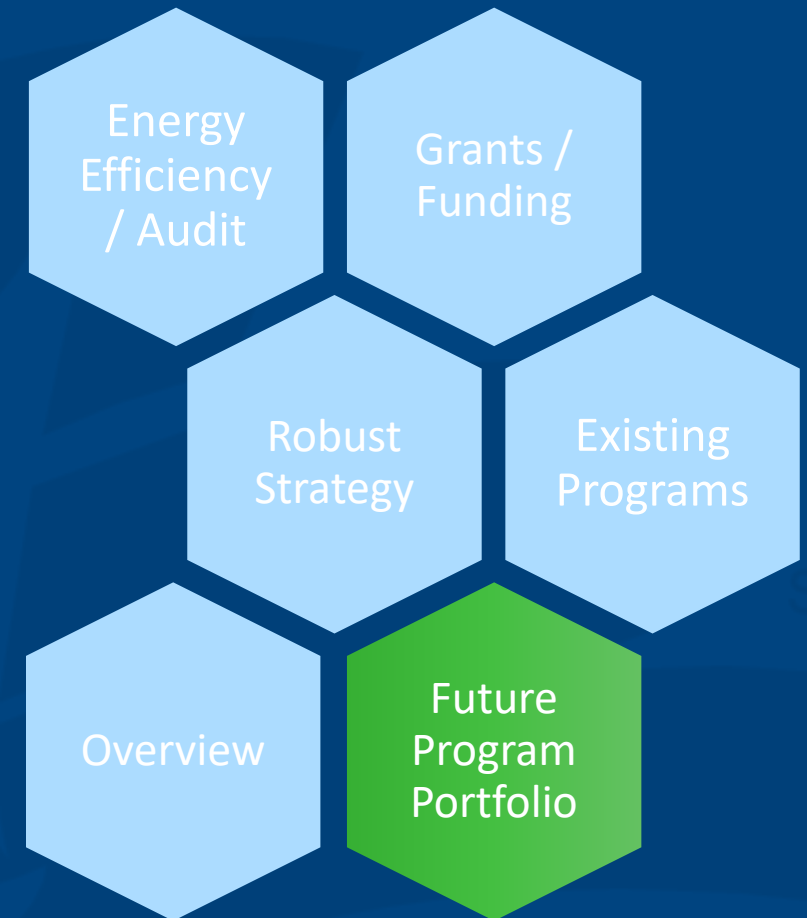 Energy
Efficiency
/ Audit
Grants /
Funding
Robust
Strategy
Existing
Programs
Overview
Future
Program
Portfolio